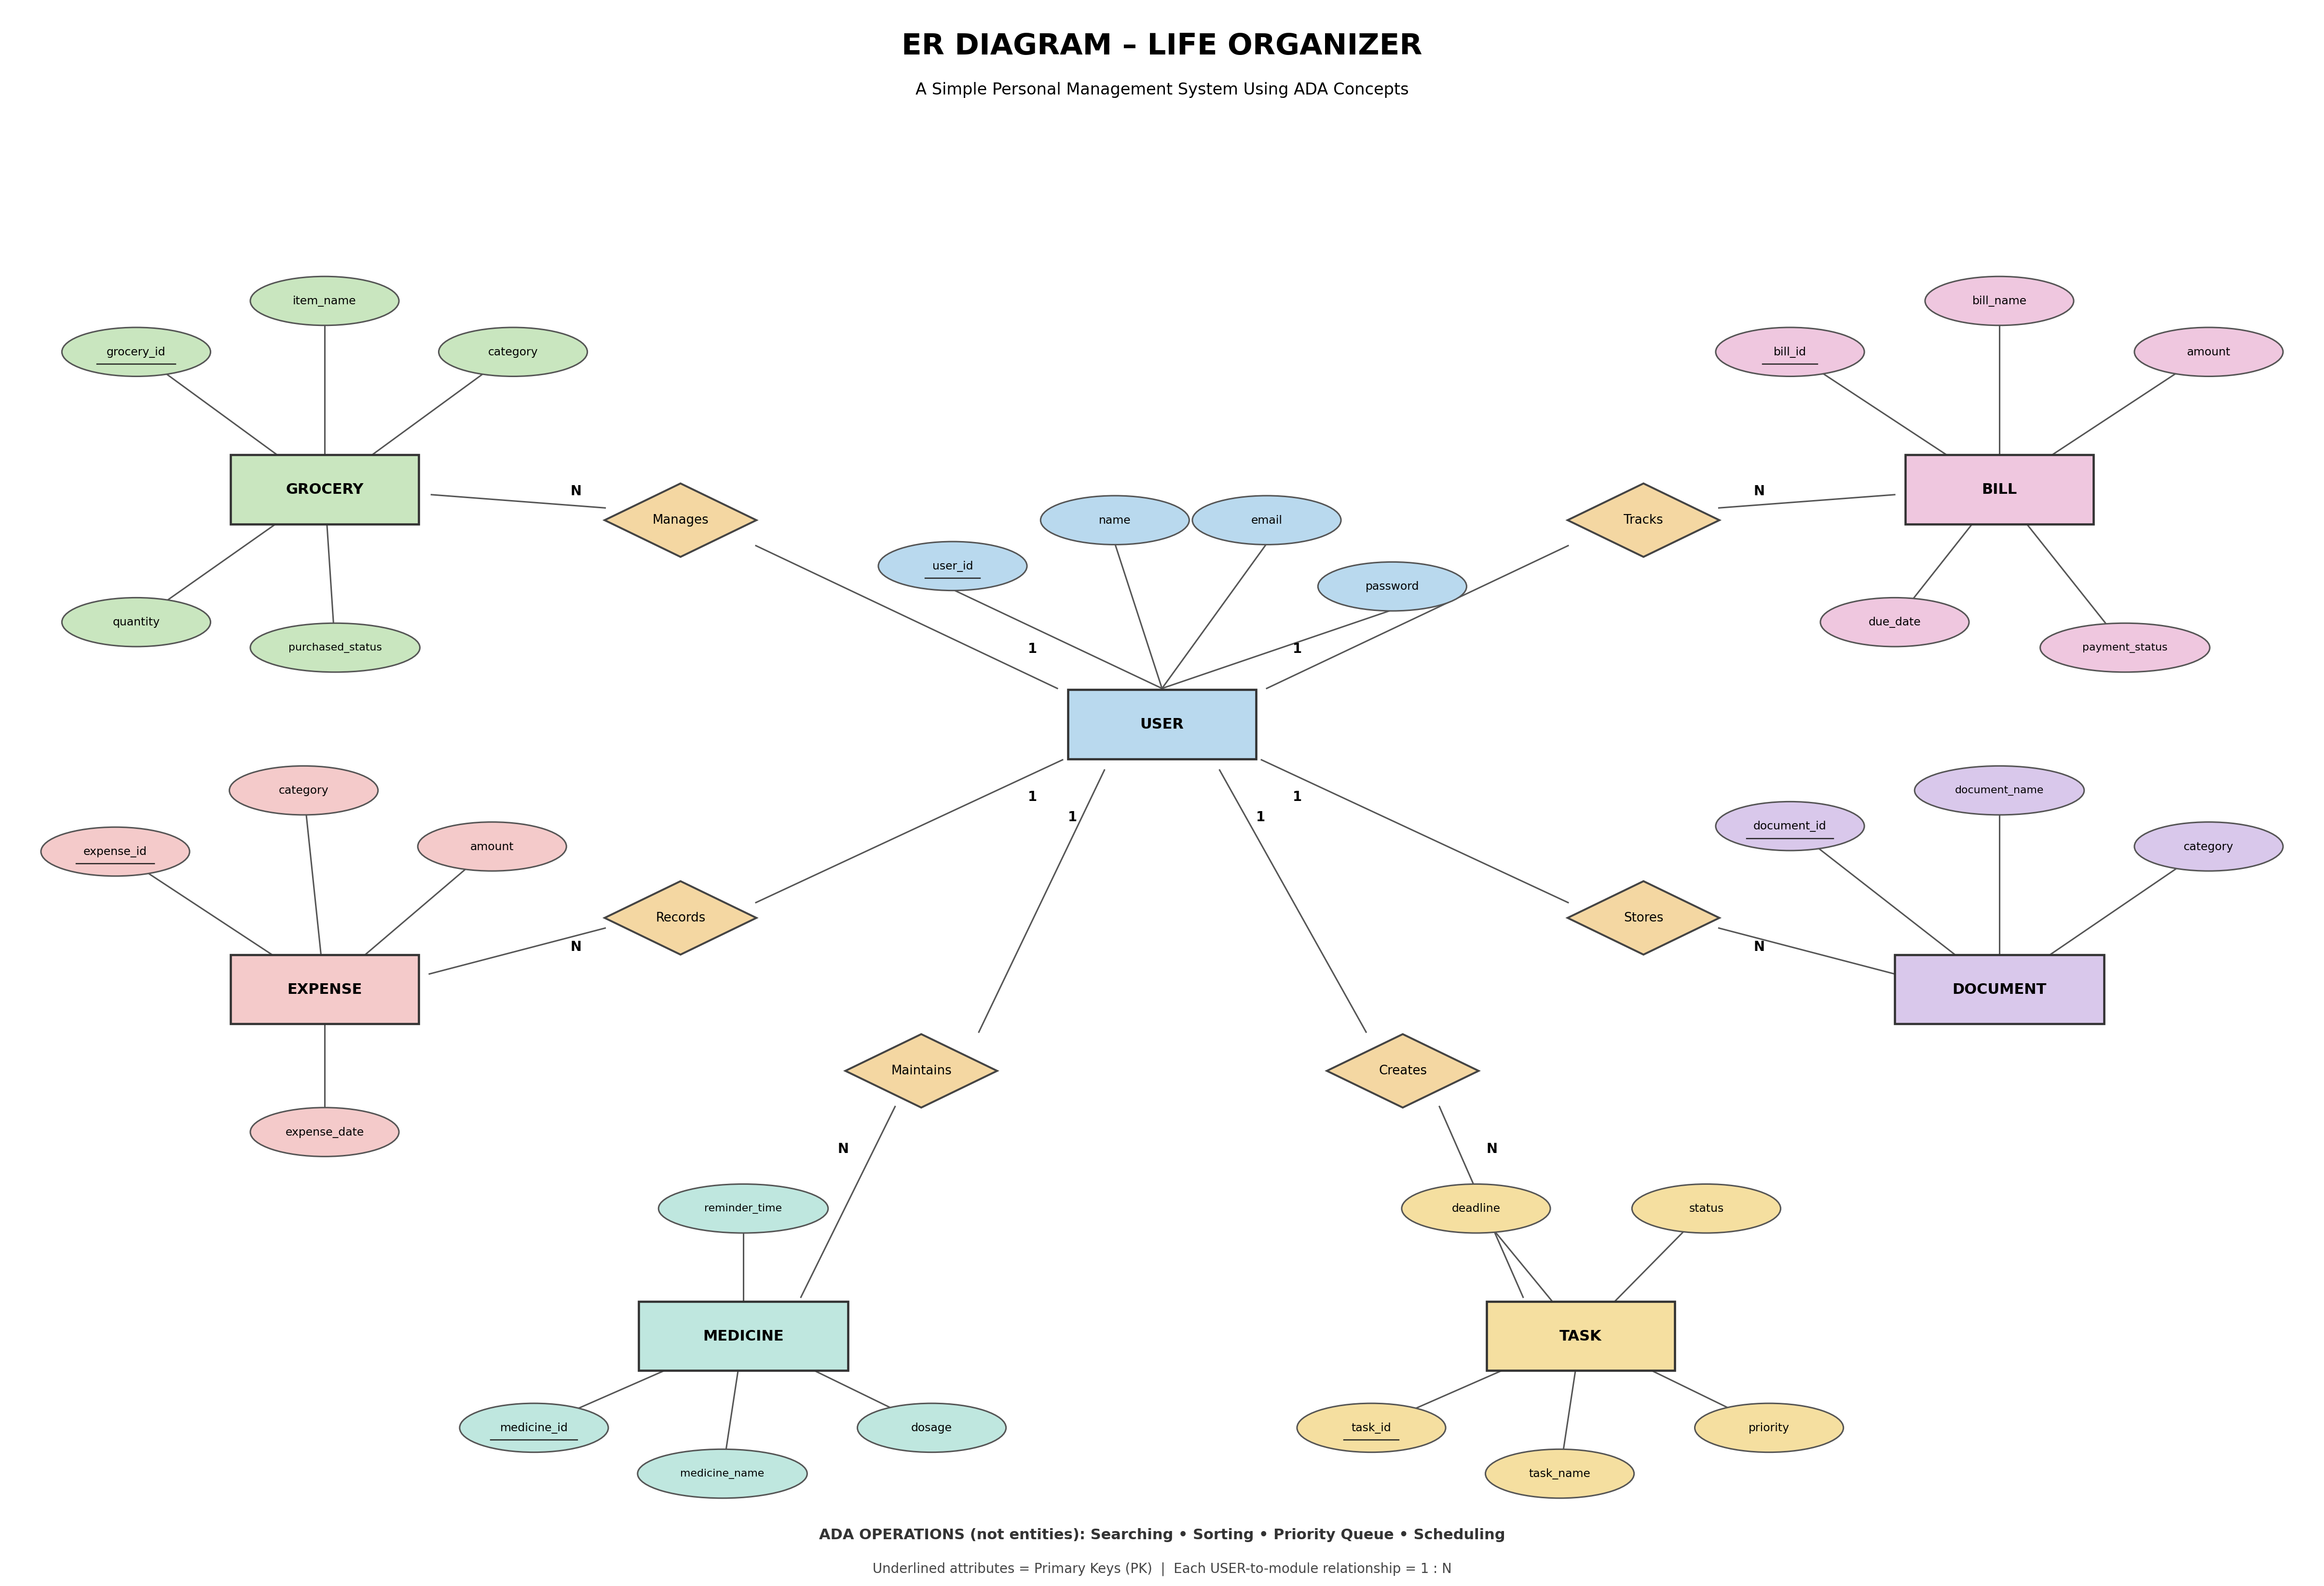 ER DIAGRAM – LIFE ORGANIZER
A Simple Personal Management System Using ADA Concepts
item_name
grocery_id
category
GROCERY
quantity
purchased_status
N
Manages
1
name
email
user_id
password
USER
1
Tracks
N
bill_name
bill_id
amount
BILL
due_date
payment_status
category
expense_id
amount
EXPENSE
expense_date
N
Records
1
1
1
1
Stores
N
document_name
document_id
category
DOCUMENT
Maintains
N
reminder_time
MEDICINE
medicine_id
dosage
medicine_name
Creates
N
deadline
status
TASK
task_id
priority
task_name
ADA OPERATIONS (not entities): Searching • Sorting • Priority Queue • Scheduling
Underlined attributes = Primary Keys (PK) | Each USER-to-module relationship = 1 : N